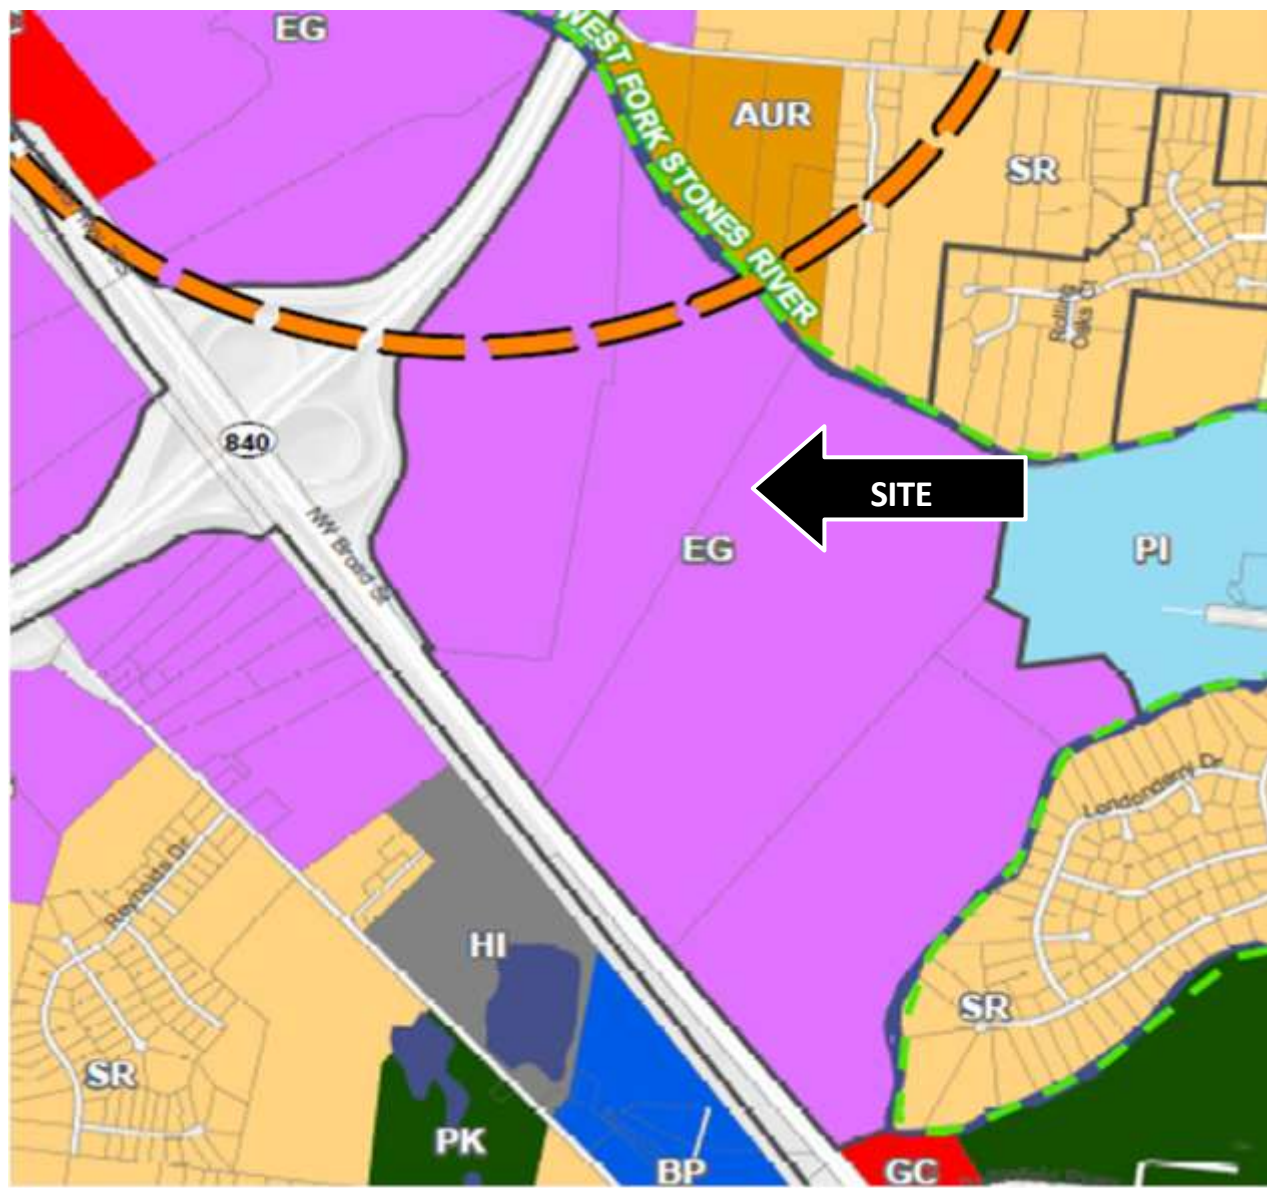 EG
WEST FORK STONES RIVER
AUR
SR
Rolling
Oaks Ct
840
SITE
NW Broad St
EG
PI
Londonderry Dr
Reynolds Dr
HI
SR
SR
PK
BP
GC